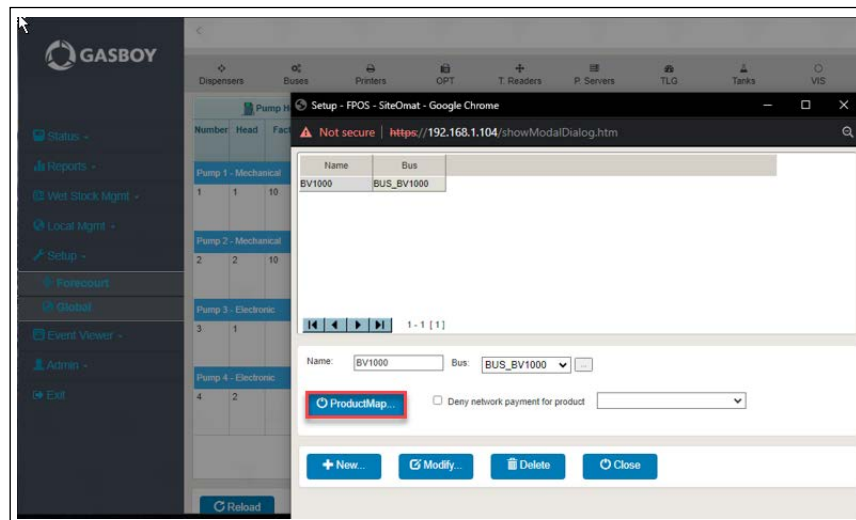 GASBOY
Dispensers Buses Printers OPT T. Readers P. Servers TLG Tanks VIS
Status
Reports
Wet Stock Mgmt
Local Mgmt
Setup
Forecourt
Global
Event Viewer
Admin
Exit
Pump H
Number Head Fact
Pump 1 - Mechanical
1 1 10
Pump 2 - Mechanical
2 2 10
Pump 3 - Electronic
3 1
Pump 4 - Electronic
4 2
Reload
Setup - FPOS - SiteOmat - Google Chrome
Not secure | https://192.168.1.104/showModalDialog.htm
Name Bus
BV1000 BUS_BV1000
1 - 1 [ 1 ]
Name: BV1000 Bus: BUS_BV1000 ...
ProductMap... Deny network payment for product
New... Modify... Delete Close